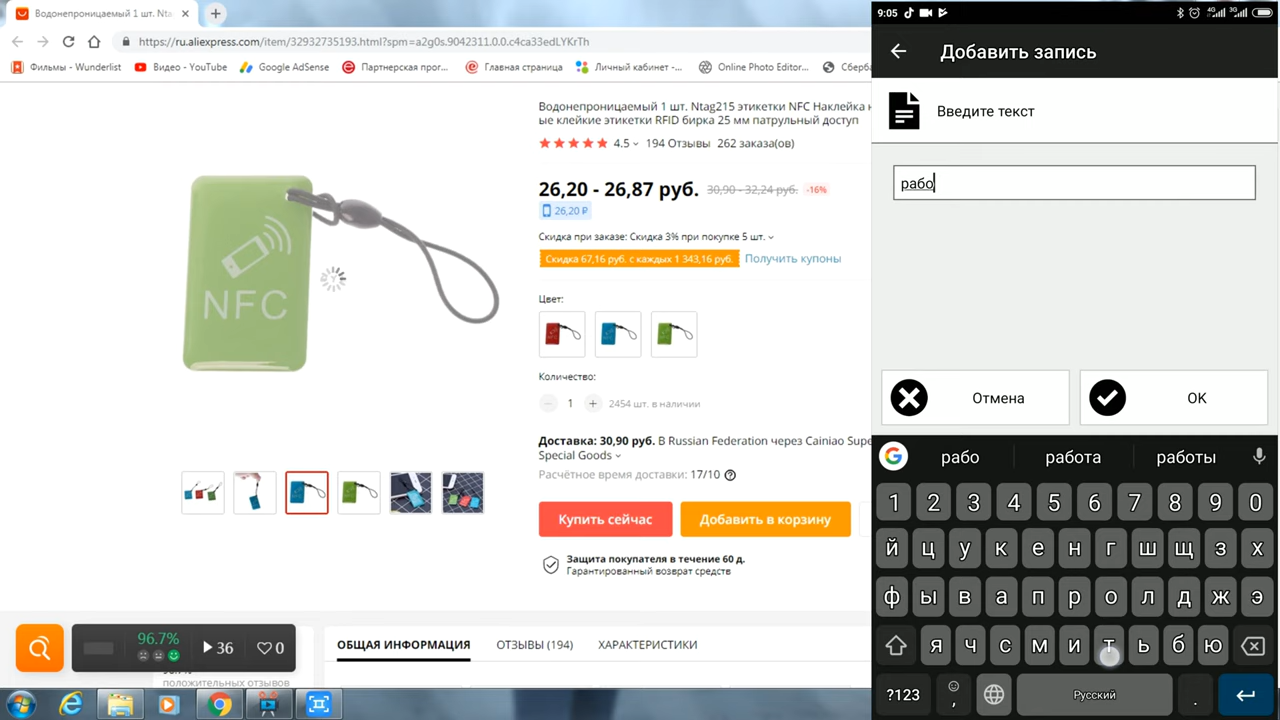 Водонепроницаемый 1 шт. Nta
https://ru.aliexpress.com/item/32932735193.html?spm=a2g0s.9042311.0.0.c4ca33edLYKrTh
Фильмы - Wunderlist
Видео - YouTube
Google AdSense
Партнерская прог...
Главная страница
Личный кабинет -...
Online Photo Editor...
Сберб
Водонепроницаемый 1 шт. Ntag215 этикетки NFC Наклейка
ые клейкие этикетки RFID бирка 25 мм патрульный доступ
4.5
194 Отзывы
262 заказа(ов)
26,20 - 26,87 руб.
30,90 - 32,24 руб.
-16%
26,20 ₽
Скидка при заказе: Скидка 3% при покупке 5 шт.
Скидка 67,16 руб. с каждых 1 343,16 руб.
Получить купоны
NFC
Цвет:
Количество:
1
2454 шт. в наличии
Доставка: 30,90 руб. В Russian Federation через Cainiao Supe
Special Goods
Расчётное время доставки: 17/10
Купить сейчас
Добавить в корзину
Защита покупателя в течение 60 д.
Гарантированный возврат средств
96.7%
36
0
положительных отзывов
ОБЩАЯ ИНФОРМАЦИЯ
ОТЗЫВЫ (194)
ХАРАКТЕРИСТИКИ
9:05
4G
3G
Добавить запись
Введите текст
рабо
Отмена
OK
рабо
работа
работы
1 2 3 4 5 6 7 8 9 0
й ц у к е н г ш щ з х
ф ы в а п р о л д ж э
я ч с м и т ь б ю
?123
,
Русский
.